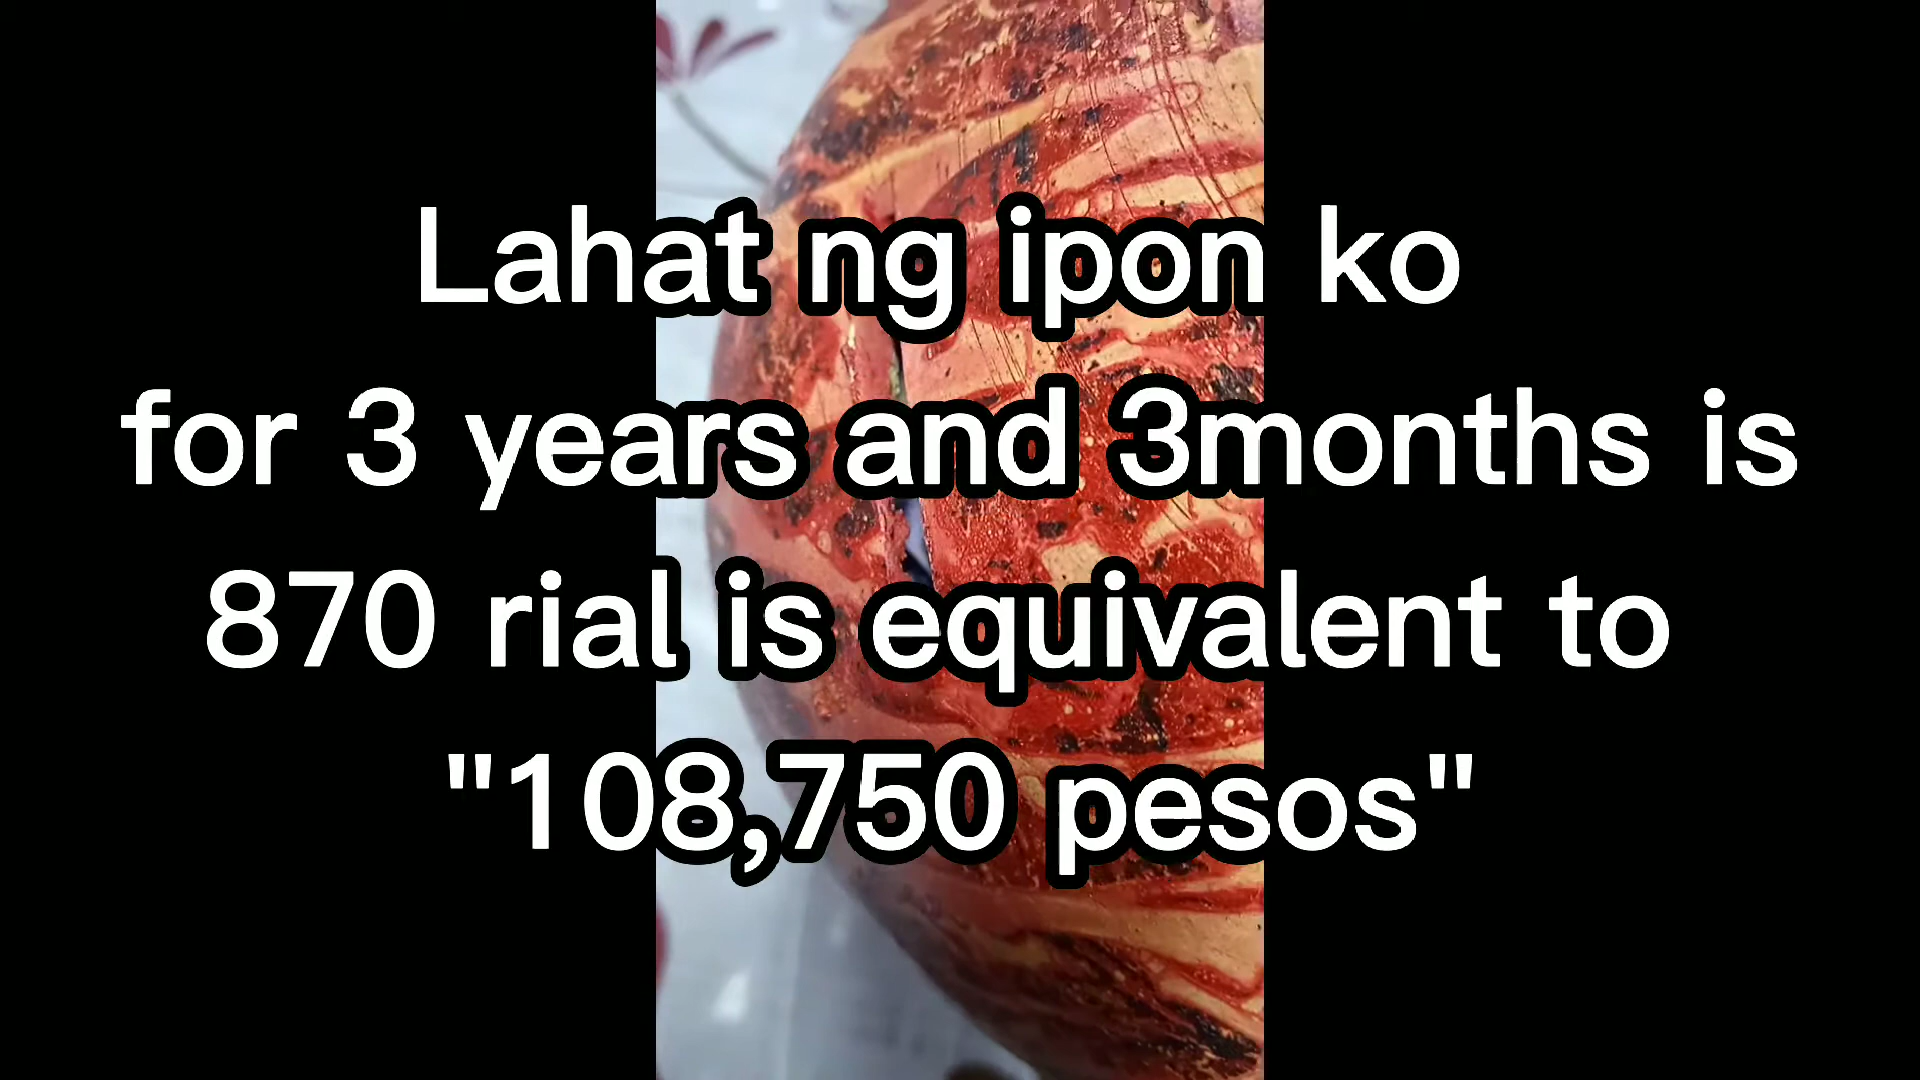 Lahat ng ipon ko
for 3 years and 3months is
870 rial is equivalent to
"108,750 pesos"